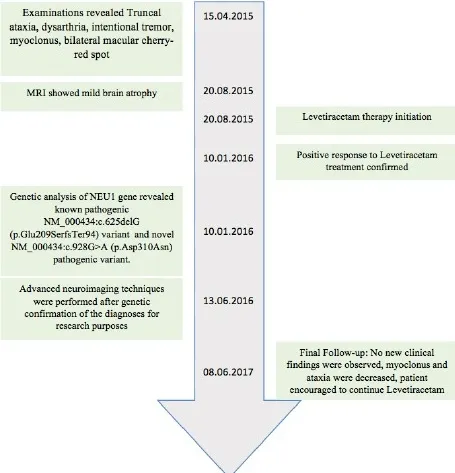 Examinations revealed Truncal
ataxia, dysarthria, intentional tremor,
myoclonus, bilateral macular cherry-
red spot
15.04.2015
MRI showed mild brain atrophy
20.08.2015
20.08.2015
Levetiracetam therapy initiation
10.01.2016
Positive response to Levetiracetam
treatment confirmed
Genetic analysis of NEU1 gene revealed
known pathogenic
NM_000434:c.625delG
(p.Glu209SerfsTer94) variant and novel
NM_000434:c.928G>A (p.Asp310Asn)
pathogenic variant.
10.01.2016
Advanced neuroimaging techniques
were performed after genetic
confirmation of the diagnoses for
research purposes
13.06.2016
08.06.2017
Final Follow-up: No new clinical
findings were observed, myoclonus and
ataxia were decreased, patient
encouraged to continue Levetiracetam